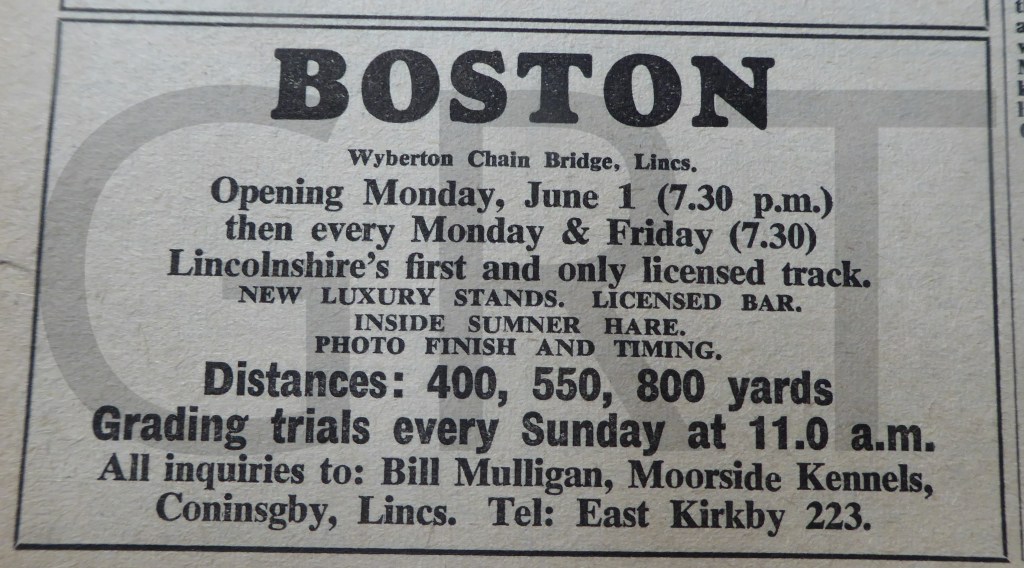 BOSTON
Wyberton Chain Bridge, Lincs.
Opening Monday, June 1 (7.30 p.m.)
then every Monday & Friday (7.30)
Lincolnshire's first and only licensed track.
NEW LUXURY STANDS. LICENSED BAR.
INSIDE SUMNER HARE.
PHOTO FINISH AND TIMING.
Distances: 400, 550, 800 yards
Grading trials every Sunday at 11.0 a.m.
All inquiries to: Bill Mulligan, Moorside Kennels,
Coninsgby, Lincs. Tel: East Kirkby 223.
GRT